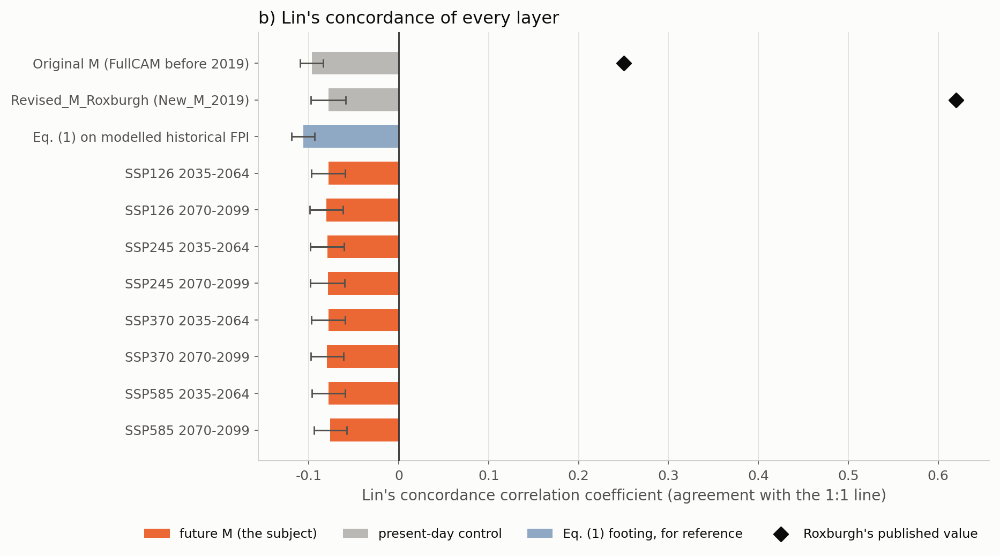 b) Lin's concordance of every layer
Original M (FullCAM before 2019)
Revised_M_Roxburgh (New_M_2019)
Eq. (1) on modelled historical FPI
SSP126 2035-2064
SSP126 2070-2099
SSP245 2035-2064
SSP245 2070-2099
SSP370 2035-2064
SSP370 2070-2099
SSP585 2035-2064
SSP585 2070-2099
-0.1 0 0.1 0.2 0.3 0.4 0.5 0.6
Lin's concordance correlation coefficient (agreement with the 1:1 line)
future M (the subject) present-day control Eq. (1) footing, for reference Roxburgh's published value